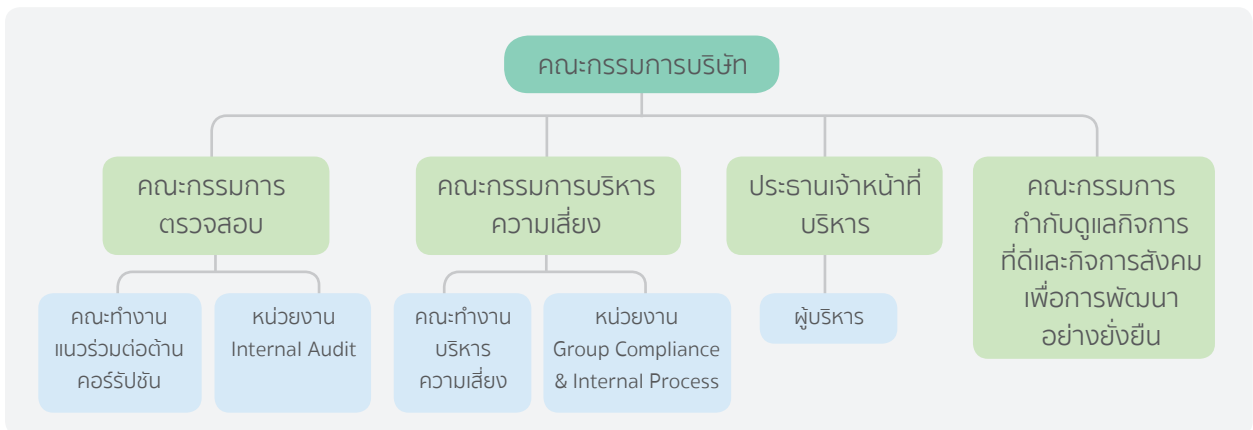 คณะกรรมการบริษัท
คณะกรรมการ
ตรวจสอบ
คณะกรรมการบริหาร
ความเสี่ยง
ประธานเจ้าหน้าที่
บริหาร
คณะกรรมการ
กำกับดูแลกิจการ
ที่ดีและกิจการสังคม
เพื่อการพัฒนา
อย่างยั่งยืน
คณะทำงาน
แนวร่วมต่อต้าน
คอร์รัปชัน
หน่วยงาน
Internal Audit
คณะทำงาน
บริหาร
ความเสี่ยง
หน่วยงาน
Group Compliance
& Internal Process
ผู้บริหาร